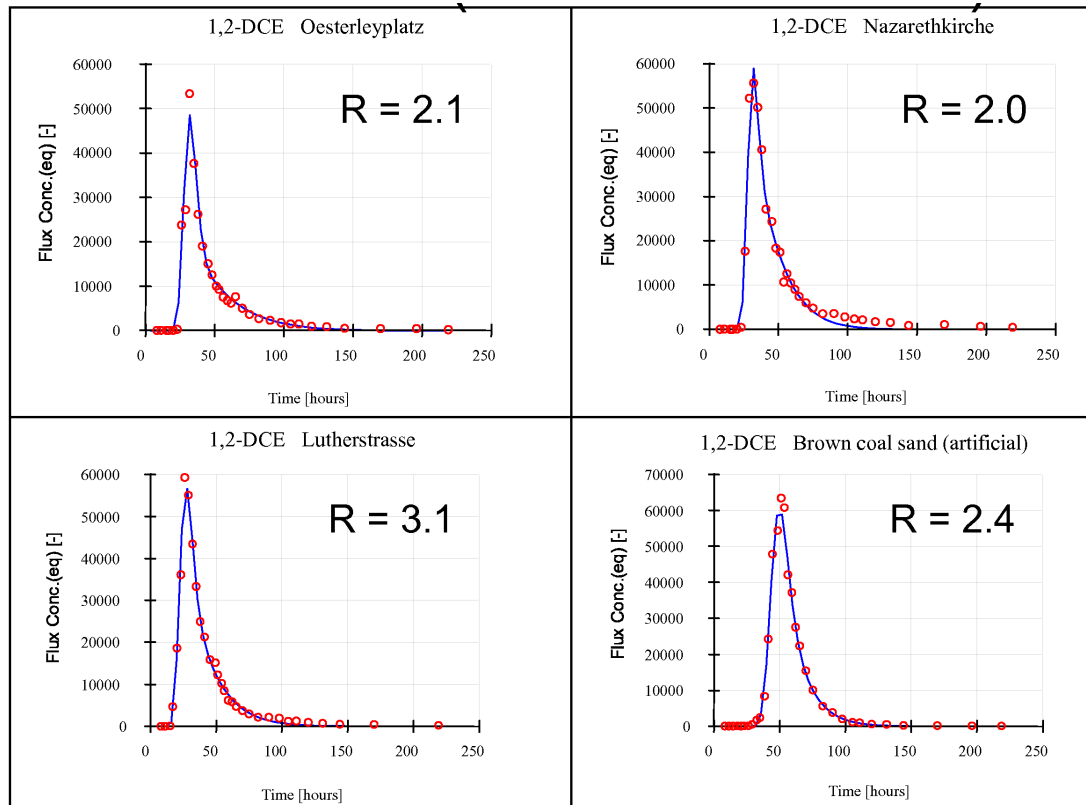 1,2-DCE Oesterleyplatz
60000
50000
40000
30000
20000
10000
0
Flux Conc.(eq) [-]
R = 2.1
0 50 100 150 200 250
Time [hours]
1,2-DCE Nazarethkirche
60000
50000
40000
30000
20000
10000
0
Flux Conc.(eq) [-]
R = 2.0
0 50 100 150 200 250
Time [hours]
1,2-DCE Lutherstrasse
60000
50000
40000
30000
20000
10000
0
Flux Conc.(eq) [-]
R = 3.1
0 50 100 150 200 250
Time [hours]
1,2-DCE Brown coal sand (artificial)
70000
60000
50000
40000
30000
20000
10000
0
Flux Conc.(eq) [-]
R = 2.4
0 50 100 150 200 250
Time [hours]